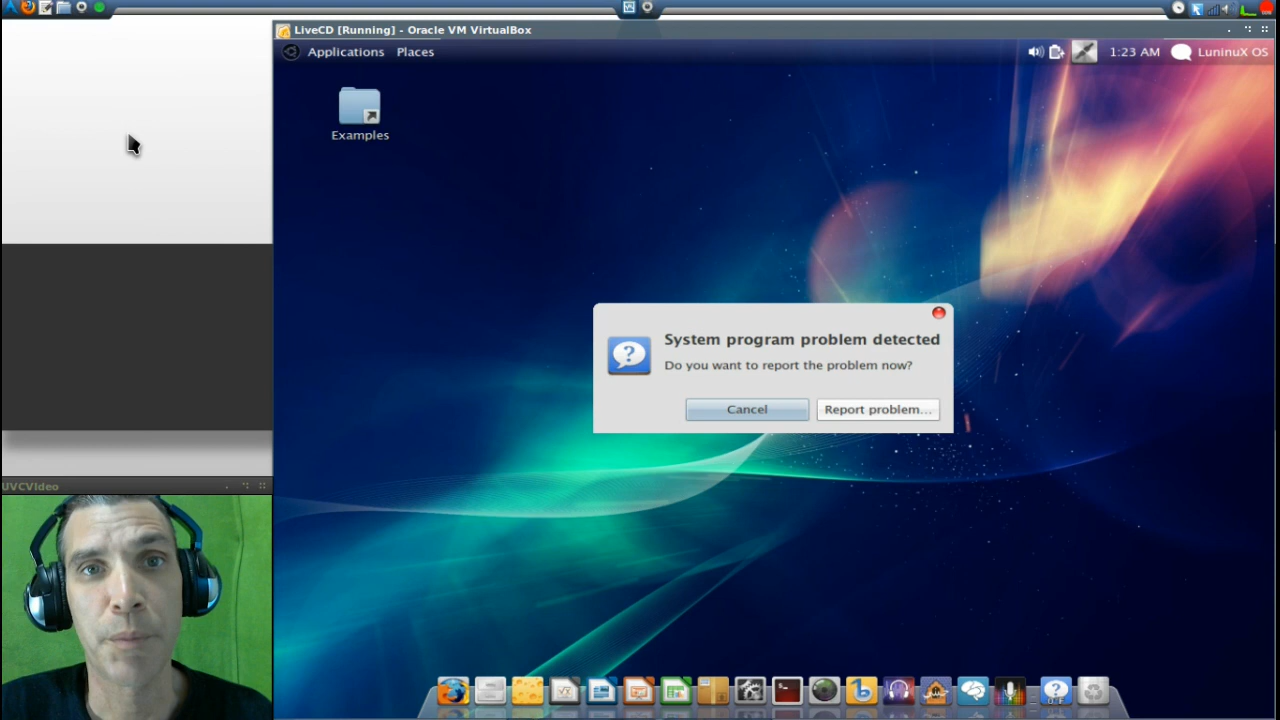 LiveCD [Running] - Oracle VM VirtualBox
Applications Places
1:23 AM LuninuX OS
Examples
System program problem detected
Do you want to report the problem now?
Cancel Report problem...
UVCVideo